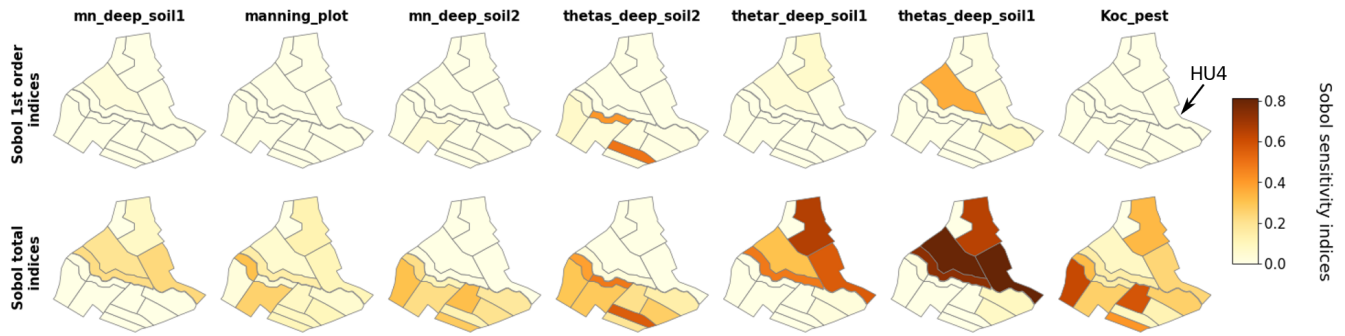 mn_deep_soil1 manning_plot mn_deep_soil2 thetas_deep_soil2 thetar_deep_soil1 thetas_deep_soil1 Koc_pest
Sobol 1st order
indices
HU4
Sobol total
indices
0.8
0.6
0.4
0.2
0.0
Sobol sensitivity indices